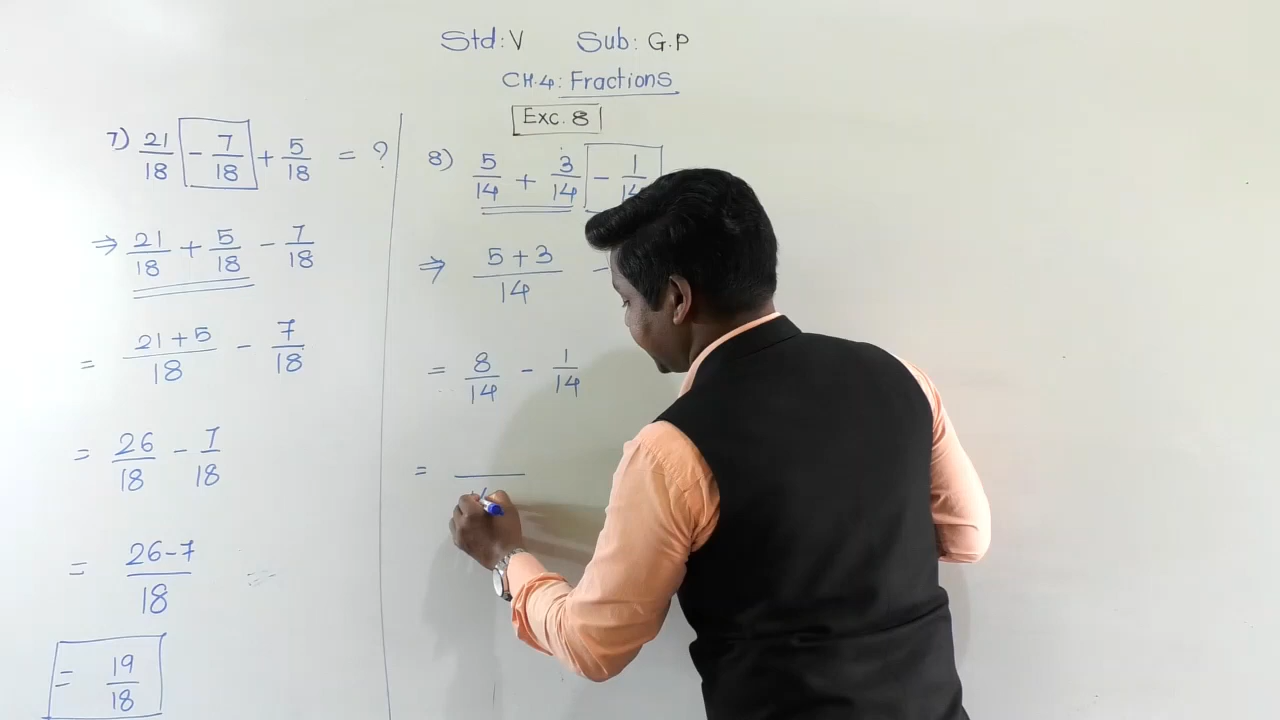 Std: V Sub: G.P
CH.4: Fractions
Exc. 8
7) 21/18 - 7/18 + 5/18 = ?
⇒ 21/18 + 5/18 - 7/18
= 21+5/18 - 7/18
= 26/18 - 7/18
= 26-7/18
= 19/18
8) 5/14 + 3/14 - 1/14
⇒ 5+3/14 -
= 8/14 - 1/14
=